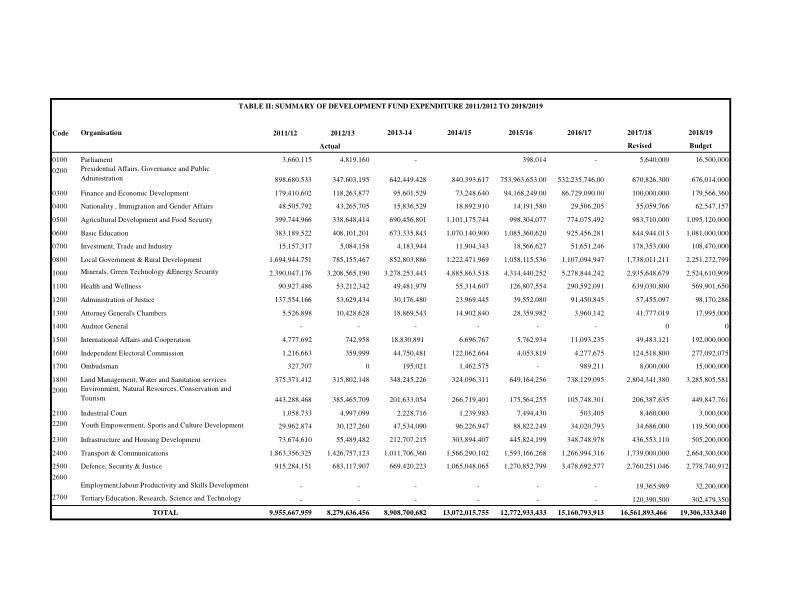 TABLE II: SUMMARY OF DEVELOPMENT FUND EXPENDITURE 2011/2012 TO 2018/2019
Code Organisation 2011/12 2012/13 2013-14 2014/15 2015/16 2016/17 2017/18 2018/19
Actual Revised Budget
0100 Parliament 3,660,115 4,819,160 - 398,014 - 5,640,000 16,500,000
0200 Presidential Affairs, Governance and Public
Administration 898,680,533 347,603,195 642,449,428 840,393,617 753,963,653.00 532,235,746.00 670,826,300 676,014,000
0300 Finance and Economic Development 179,410,602 118,263,877 95,601,529 73,248,640 94,168,249.00 86,729,090.00 100,000,000 179,566,360
0400 Nationality , Immigration and Gender Affairs 48,505,792 43,265,705 15,836,529 18,892,910 14,191,580 29,506,205 55,059,766 62,547,157
0500 Agricultural Development and Food Security 399,744,966 338,648,414 690,456,801 1,101,175,744 998,304,077 774,075,492 983,710,000 1,095,120,000
0600 Basic Education 383,189,522 408,101,201 673,335,843 1,070,140,900 1,085,360,620 925,456,281 844,944,013 1,081,000,000
0700 Investment, Trade and Industry 15,157,317 5,084,158 4,183,944 11,904,343 18,566,627 51,651,246 178,353,000 108,470,000
0800 Local Government & Rural Development 1,694,944,751 785,155,467 852,803,886 1,222,471,969 1,058,115,536 1,107,094,947 1,738,011,211 2,251,272,799
1000 Minerals, Green Technology &Energy Security 2,390,047,176 3,208,565,190 3,278,253,443 4,885,863,518 4,314,440,252 5,278,844,242 2,935,648,679 2,524,610,909
1100 Health and Wellness 90,927,486 53,212,342 49,481,979 55,314,607 126,807,554 290,592,091 639,030,800 569,901,650
1200 Administration of Justice 137,554,166 53,629,434 30,176,480 23,969,445 39,552,080 91,450,845 57,455,097 98,170,286
1300 Attorney General's Chambers 5,526,898 10,428,628 18,869,543 14,902,840 28,359,982 3,960,142 41,777,019 17,995,000
1400 Auditor General - - - - - - 0 0
1500 International Affairs and Cooperation 4,777,692 742,958 18,830,891 6,696,767 5,762,934 11,093,235 49,483,121 192,000,000
1600 Independent Electoral Commission 1,216,663 359,999 44,750,481 122,062,664 4,053,819 4,277,675 124,518,800 277,092,075
1700 Ombudsman 327,707 0 195,021 1,462,575 - 989,211 8,000,000 15,000,000
1800 Land Management, Water and Sanitation services 375,371,412 315,802,148 348,245,226 324,096,311 649,164,256 738,129,095 2,804,341,380 3,285,805,581
2000 Environment, Natural Resources, Conservation and
Tourism 443,288,468 385,465,709 201,633,054 266,719,401 175,564,255 105,748,301 206,387,635 449,847,761
2100 Industrial Court 1,058,733 4,997,099 2,228,716 1,239,983 7,494,430 503,405 8,460,000 3,000,000
2200 Youth Empowerment, Sports and Culture Development 29,962,874 30,127,260 47,534,090 96,226,947 88,822,249 34,020,793 34,686,000 119,500,000
2300 Infrastructure and Housing Development 73,674,610 55,489,482 212,707,215 303,894,407 445,824,199 348,748,978 436,553,110 505,200,000
2400 Transport & Communications 1,863,356,325 1,426,757,123 1,011,706,360 1,566,290,102 1,593,166,268 1,266,994,316 1,739,000,000 2,664,300,000
2500 Defence, Security & Justice 915,284,151 683,117,907 669,420,223 1,065,048,065 1,270,852,799 3,478,692,577 2,760,251,046 2,778,740,912
2600
Employment,labour Productivity and Skills Development - - - - - - 19,365,989 32,200,000
2700 Tertiary Education, Research, Science and Technology - - - - - - 120,390,500 302,479,350
TOTAL 9,955,667,959 8,279,636,456 8,908,700,682 13,072,015,755 12,772,933,433 15,160,793,913 16,561,893,466 19,306,333,840